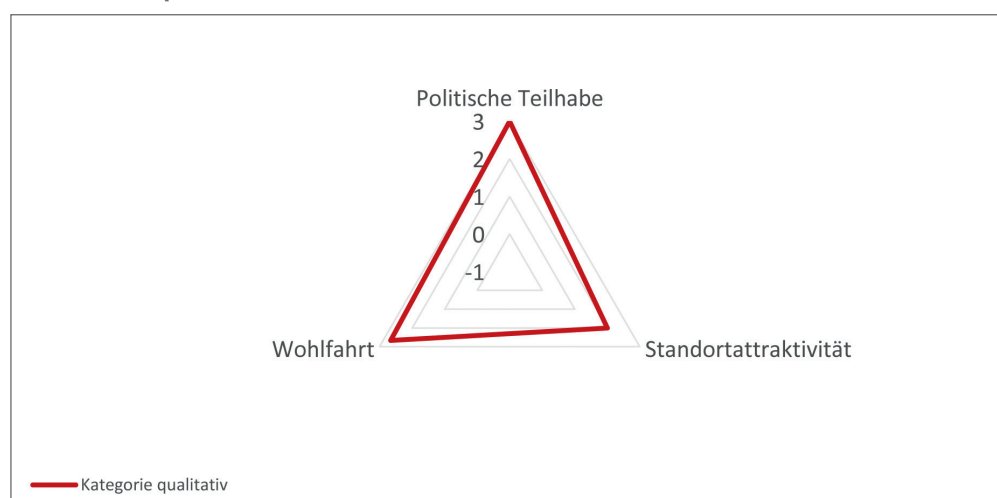 Politische Teilhabe
3
2
1
0
-1
Wohlfahrt
Standortattraktivität
Kategorie qualitativ